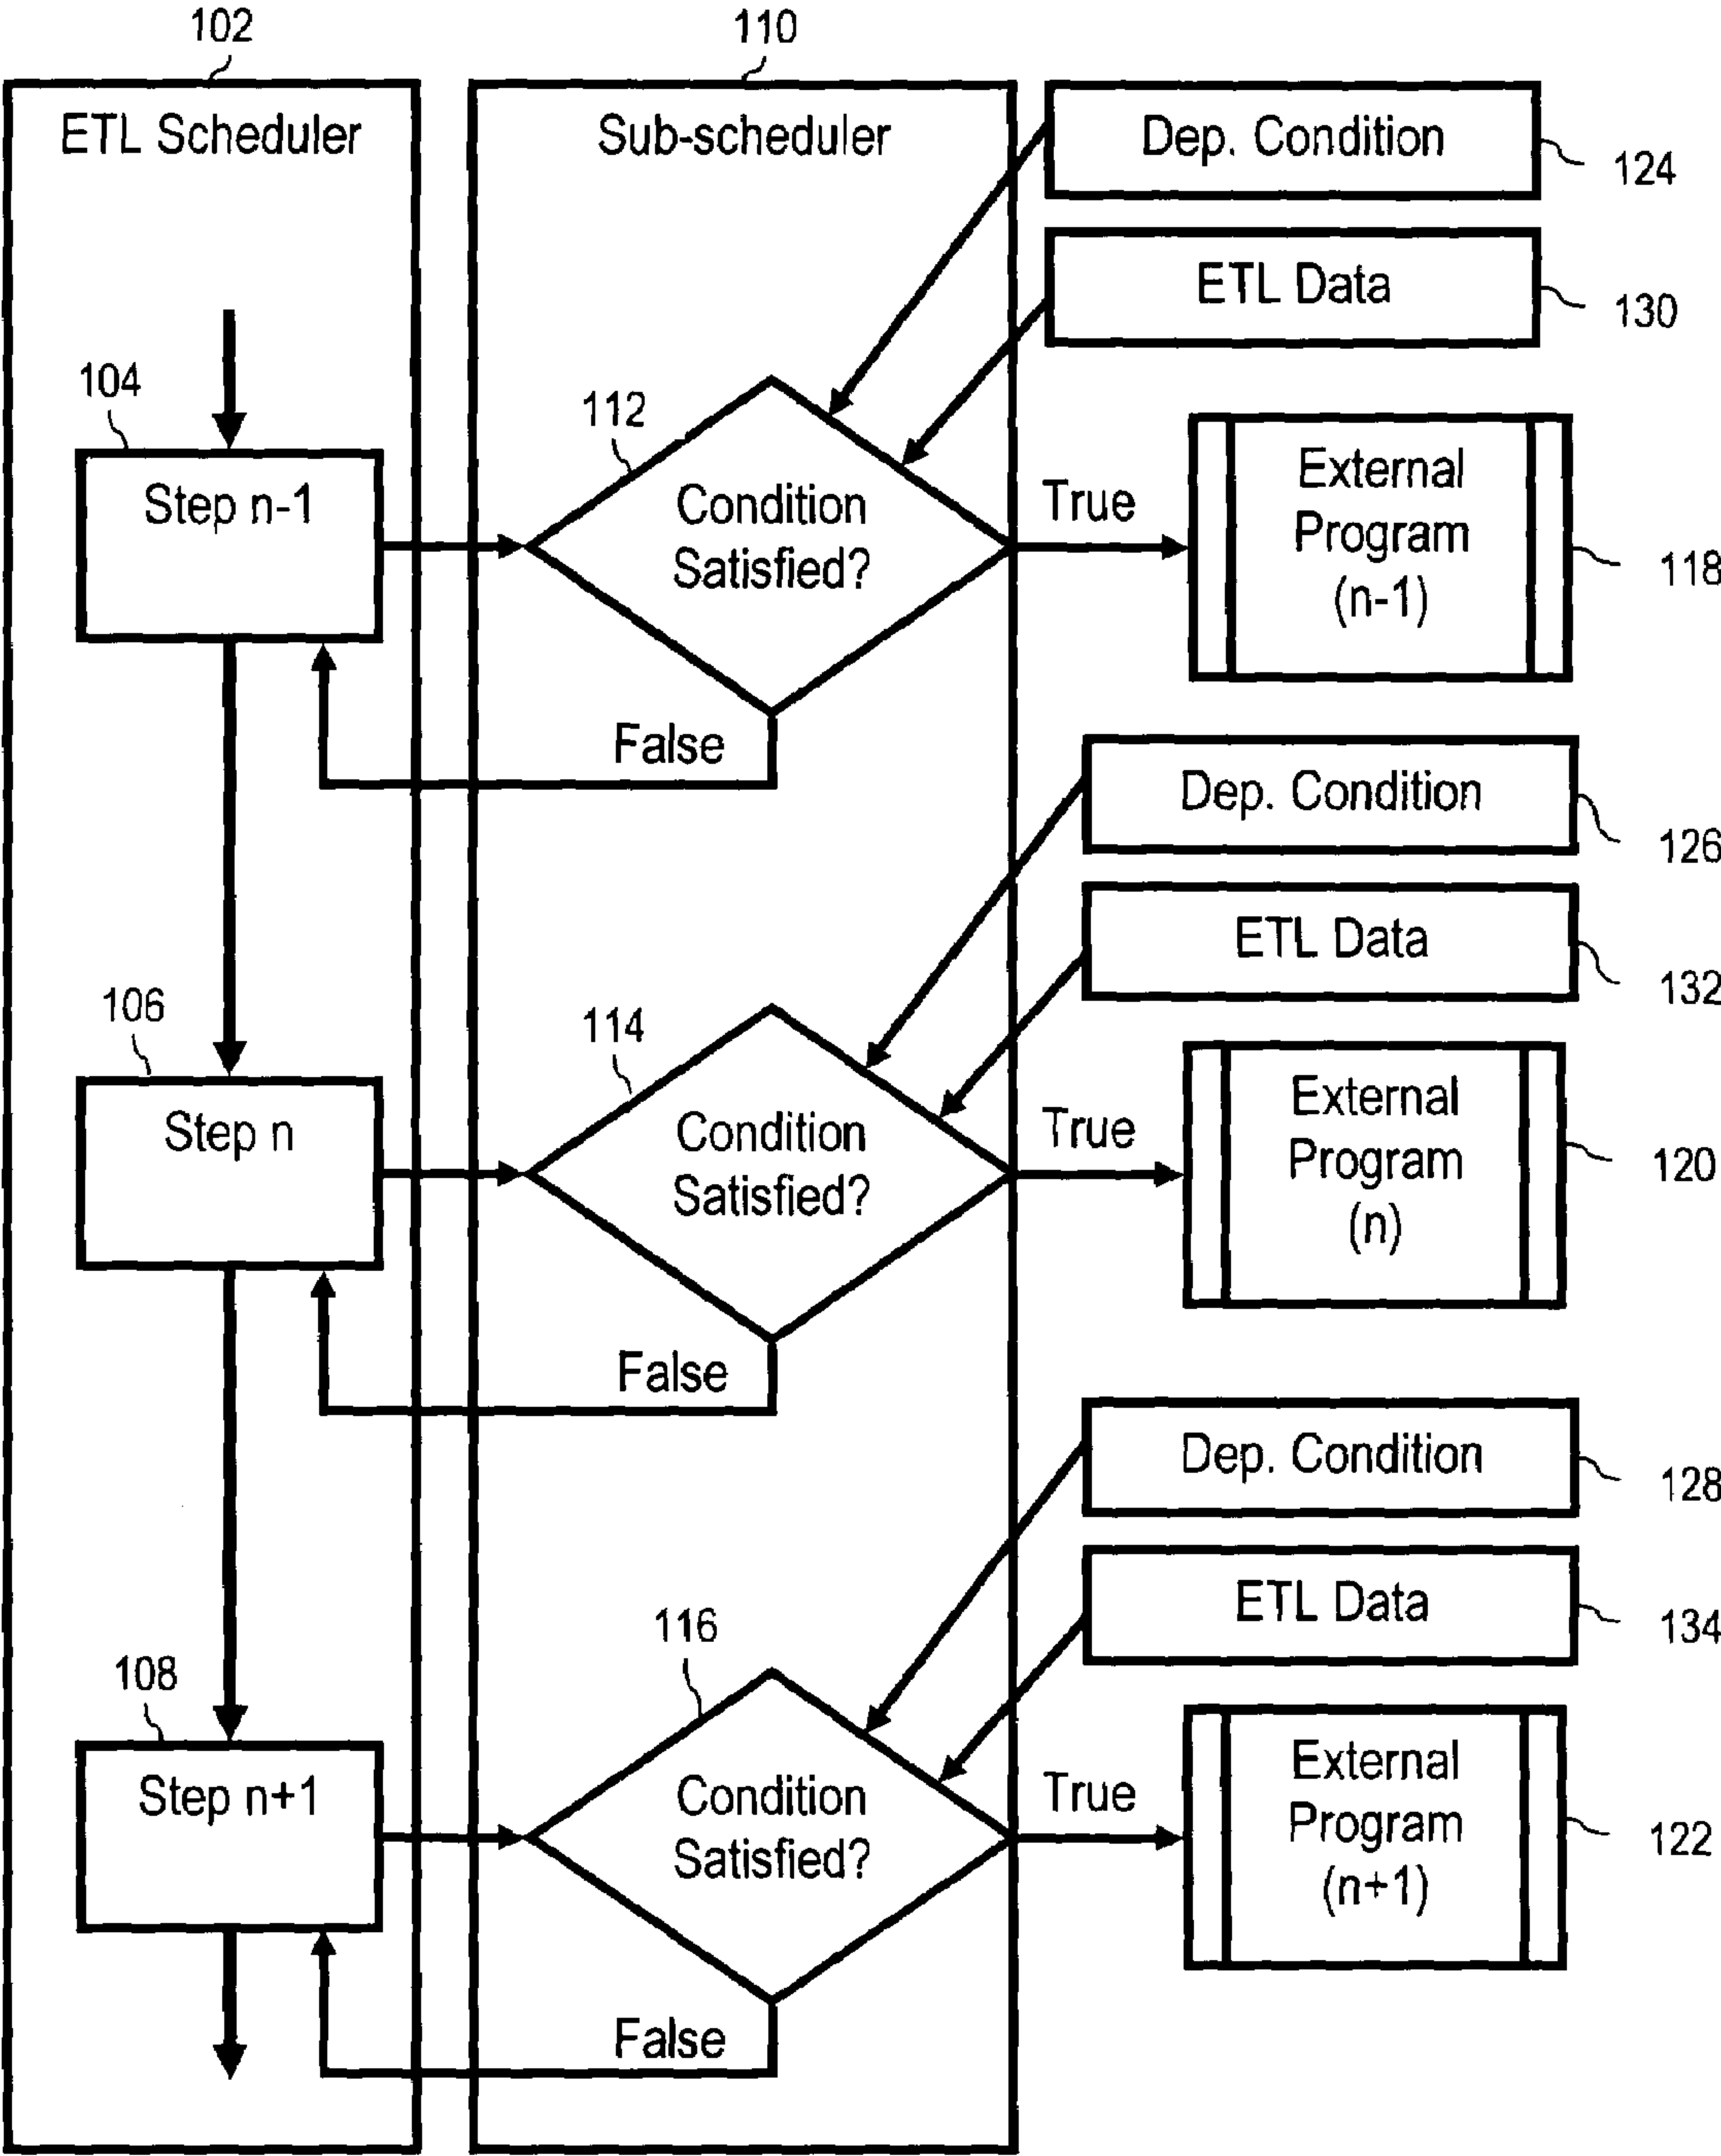 102
110
ETL Scheduler
Sub-scheduler
Dep. Condition
124
ETL Data
130
104
112
Step n-1
Condition
Satisfied?
True
External
Program
(n-1)
118
False
Dep. Condition
126
ETL Data
132
106
114
Step n
Condition
Satisfied?
True
External
Program
(n)
120
False
Dep. Condition
128
ETL Data
134
108
116
Step n+1
Condition
Satisfied?
True
External
Program
(n+1)
122
False